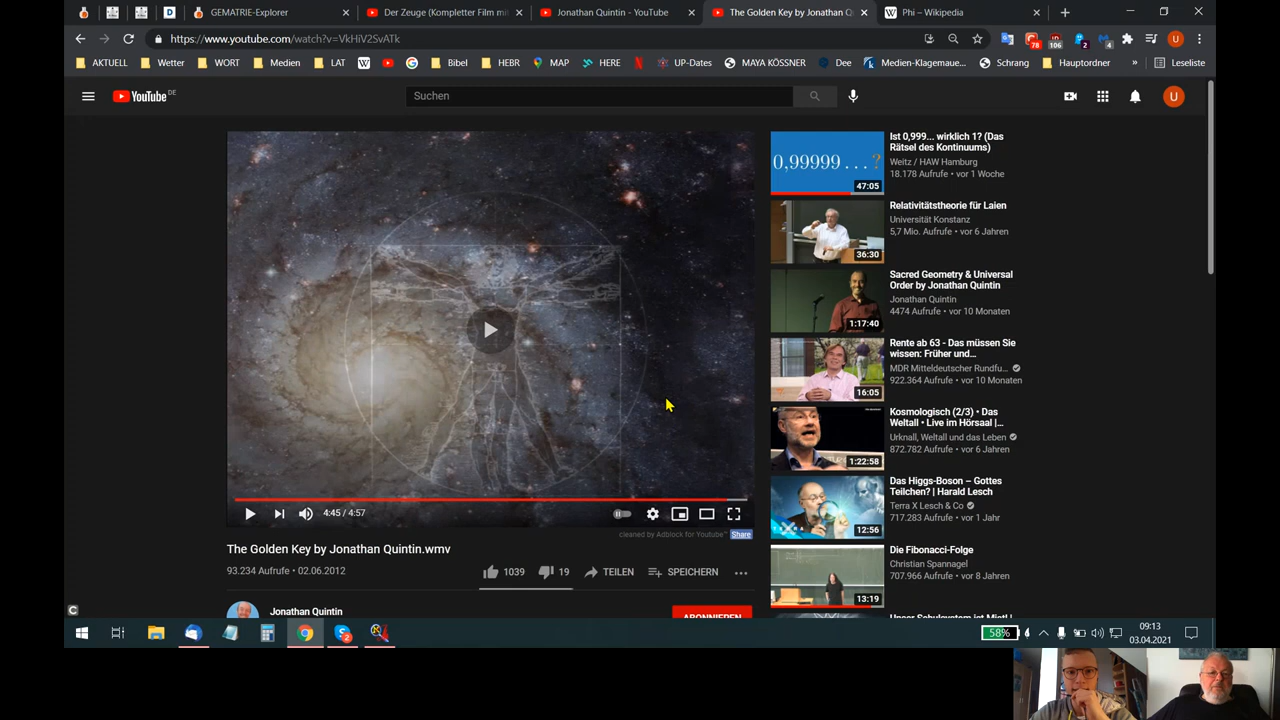 GEMATRIE-Explorer
Der Zeuge (Kompletter Film mit
Jonathan Quintin - YouTube
The Golden Key by Jonathan Q
Phi – Wikipedia
https://www.youtube.com/watch?v=VkHiV2SvATk
78
106
2
4
U
AKTUELL
Wetter
WORT
Medien
LAT
Bibel
HEBR
MAP
HERE
UP-Dates
MAYA KÖSSNER
Dee
Medien-Klagemaue...
Schrang
Hauptordner
»
Leseliste
YouTube DE
Suchen
U
0,99999 . . . ?
47:05
Ist 0,999... wirklich 1? (Das
Rätsel des Kontinuums)
Weitz / HAW Hamburg
18.178 Aufrufe • vor 1 Woche
36:30
Relativitätstheorie für Laien
Universität Konstanz
5,7 Mio. Aufrufe • vor 6 Jahren
1:17:40
Sacred Geometry & Universal
Order by Jonathan Quintin
Jonathan Quintin
4474 Aufrufe • vor 10 Monaten
16:05
Rente ab 63 - Das müssen Sie
wissen: Früher und...
MDR Mitteldeutscher Rundfu...
922.364 Aufrufe • vor 10 Monaten
1:22:58
Kosmologisch (2/3) • Das
Weltall • Live im Hörsaal |...
Urknall, Weltall und das Leben
872.782 Aufrufe • vor 6 Jahren
12:56
Das Higgs-Boson – Gottes
Teilchen? | Harald Lesch
Terra X Lesch & Co
717.283 Aufrufe • vor 1 Jahr
13:19
Die Fibonacci-Folge
Christian Spannagel
707.966 Aufrufe • vor 8 Jahren
4:45 / 4:57
cleaned by Adblock for Youtube™ Share
The Golden Key by Jonathan Quintin.wmv
93.234 Aufrufe • 02.06.2012
1039
19
TEILEN
SPEICHERN
Jonathan Quintin
ABONNIEREN
58%
09:13
03.04.2021